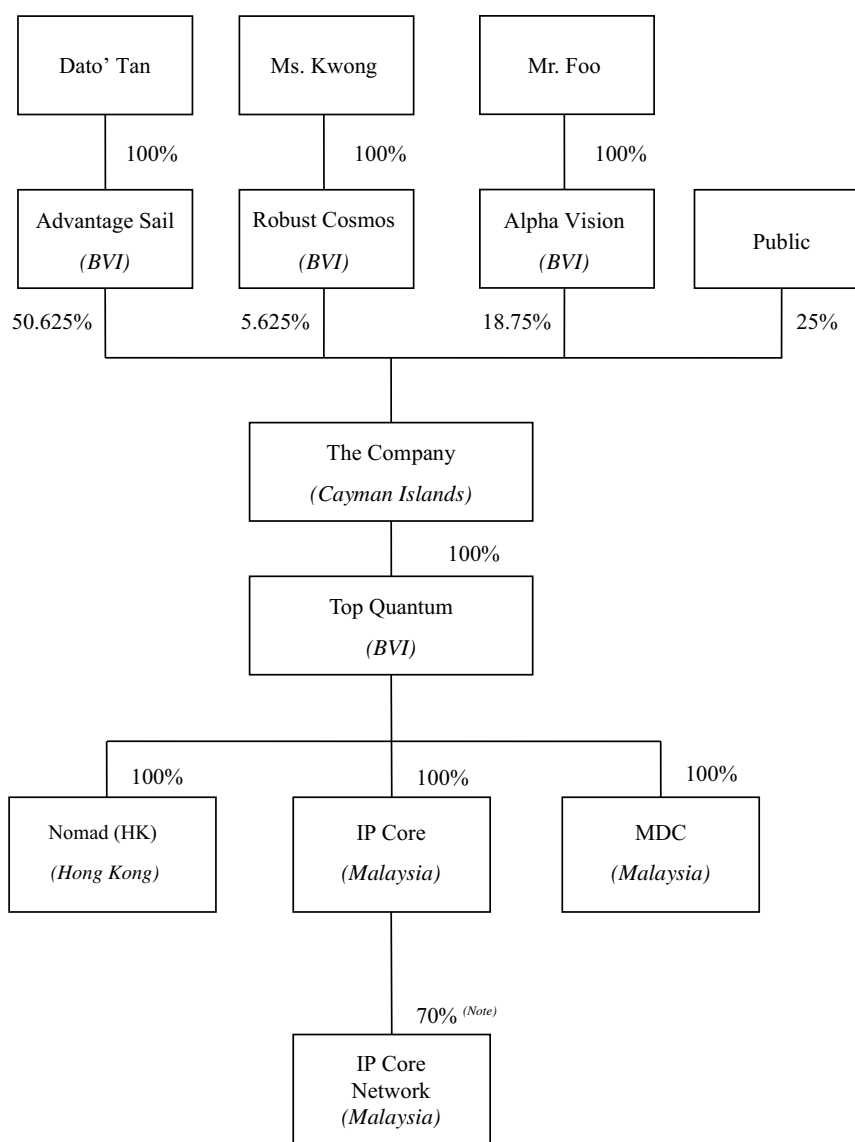 Dato’ Tan
Ms. Kwong
Mr. Foo
100%
100%
100%
Advantage Sail
(BVI)
Robust Cosmos
(BVI)
Alpha Vision
(BVI)
Public
50.625%
5.625%
18.75%
25%
The Company
(Cayman Islands)
100%
Top Quantum
(BVI)
100%
100%
100%
Nomad (HK)
(Hong Kong)
IP Core
(Malaysia)
MDC
(Malaysia)
70% (Note)
IP Core
Network
(Malaysia)